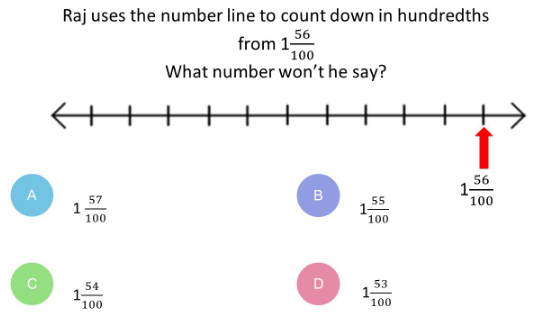 Raj uses the number line to count down in hundredths
from 1 56/100
What number won't he say?
1 56/100
A 1 57/100
B 1 55/100
C 1 54/100
D 1 53/100